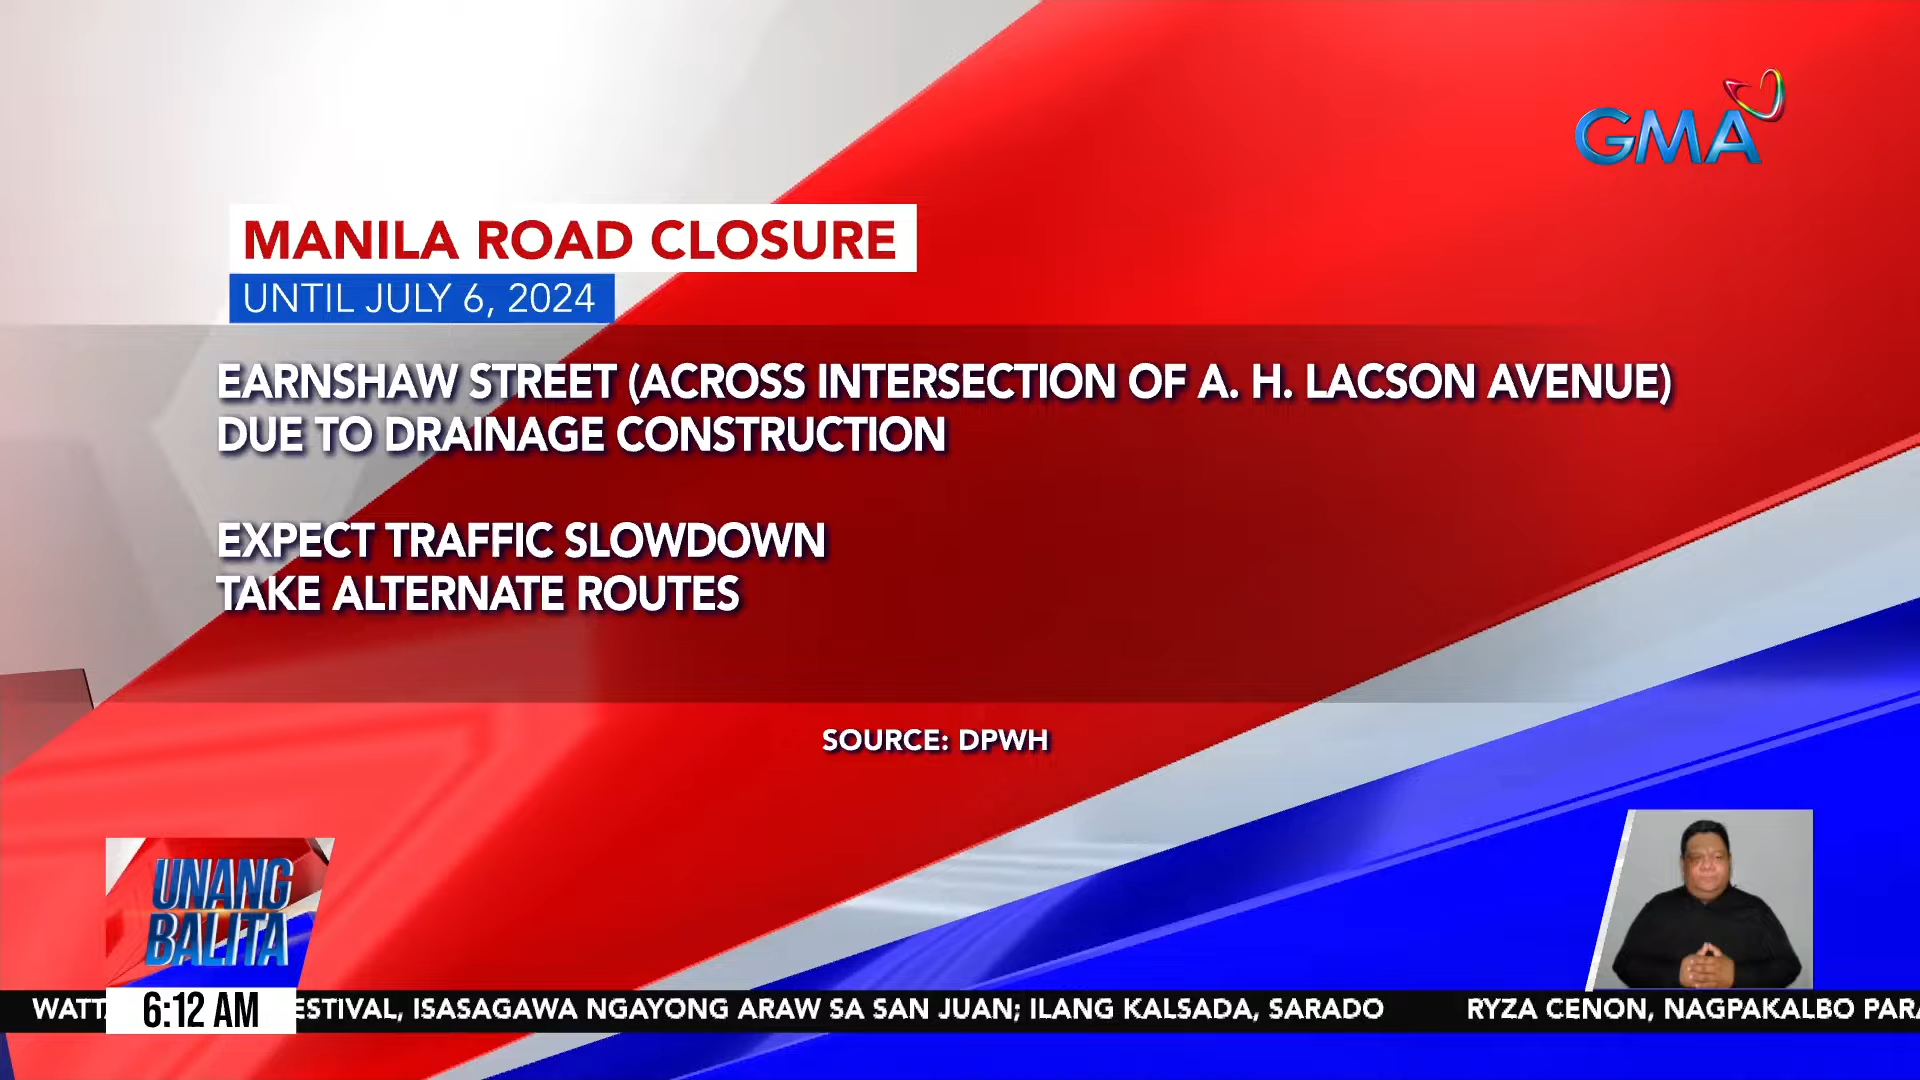 GMA
MANILA ROAD CLOSURE
UNTIL JULY 6, 2024
EARNSHAW STREET (ACROSS INTERSECTION OF A. H. LACSON AVENUE)
DUE TO DRAINAGE CONSTRUCTION
EXPECT TRAFFIC SLOWDOWN
TAKE ALTERNATE ROUTES
SOURCE: DPWH
UNANG
BALITA
6:12 AM
ISASAGAWA NGAYONG ARAW SA SAN JUAN; ILANG KALSADA, SARADO RYZA CENON, NAGPAKALBO